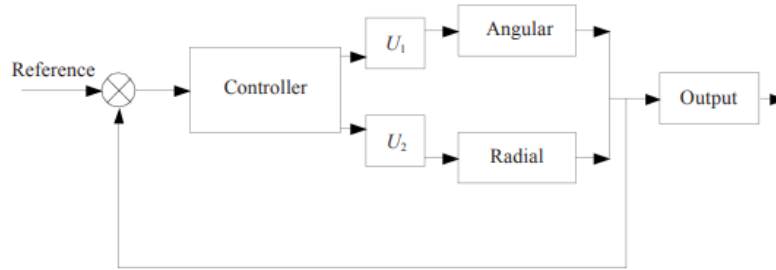 Reference
Controller
U1
U2
Angular
Radial
Output